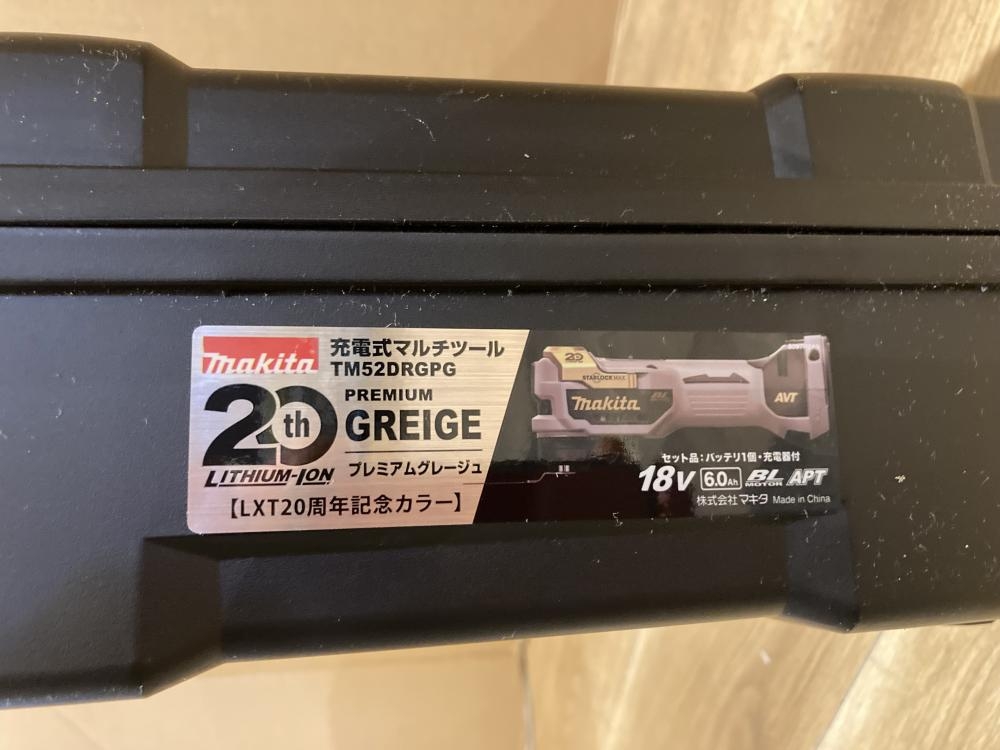 makita
充電式マルチツール
TM52DRGPG
20th
LITHIUM-ION
PREMIUM
GREIGE
プレミアムグレージュ
【LXT20周年記念カラー】
20
STARLOCK MAX
makita
BL
AVT
セット品：バッテリ1個・充電器付
18V 6.0Ah BL MOTOR APT
株式会社マキタ Made in China